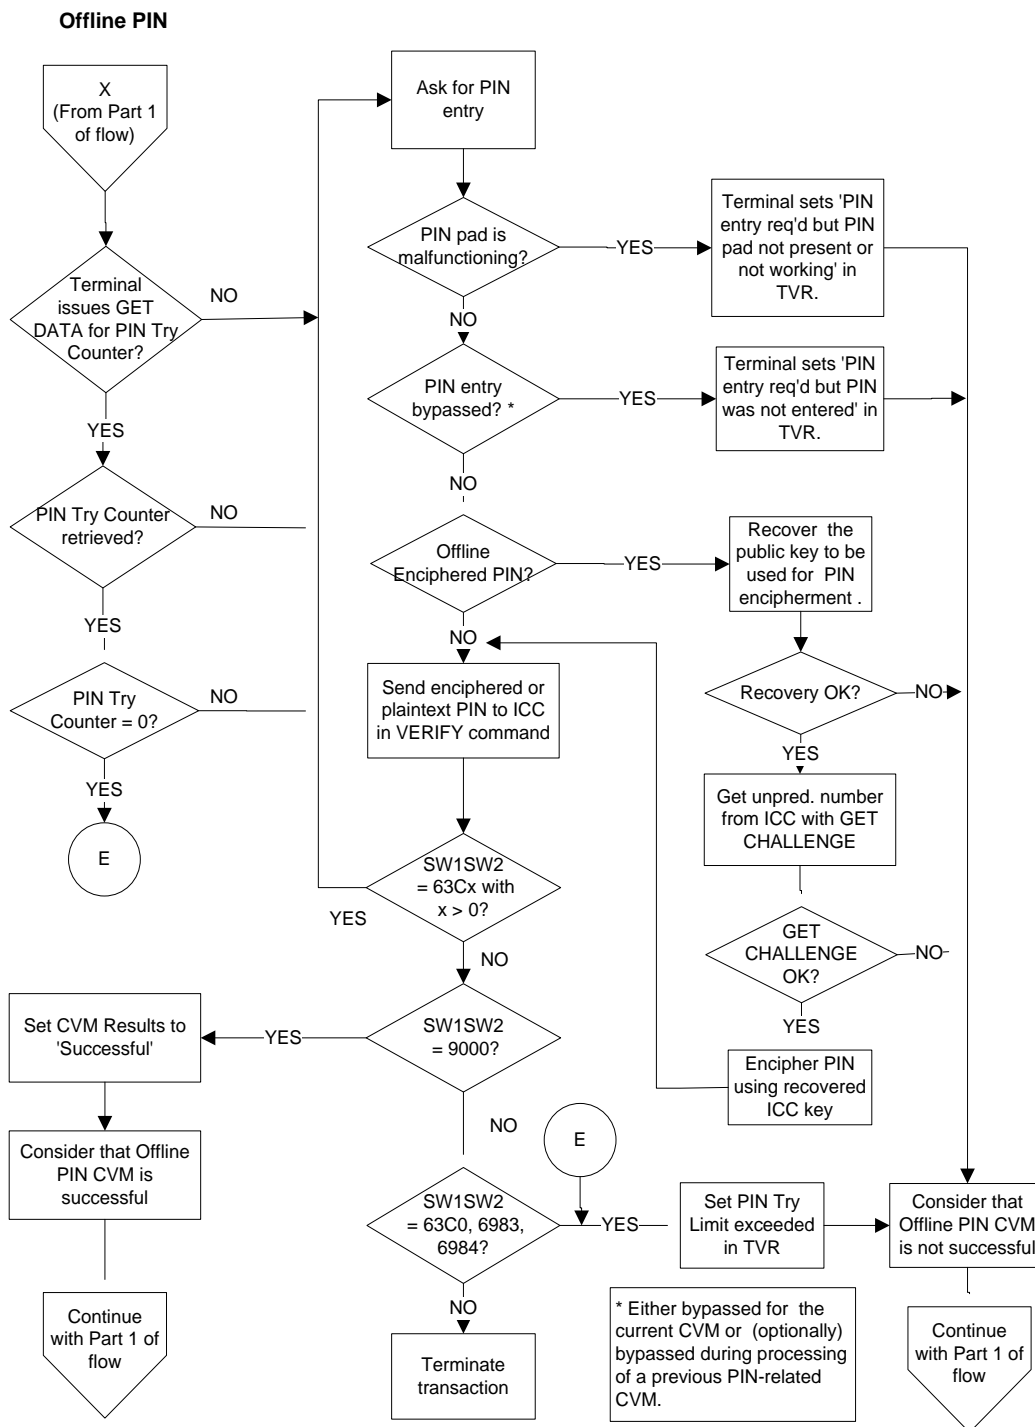 Offline PIN
X
(From Part 1
of flow)
Terminal
issues GET
DATA for PIN Try
Counter?
NO
YES
PIN Try Counter
retrieved?
NO
YES
PIN Try
Counter = 0?
NO
YES
E
Ask for PIN
entry
PIN pad is
malfunctioning?
YES
Terminal sets 'PIN
entry req'd but PIN
pad not present or
not working' in
TVR.
NO
PIN entry
bypassed? *
YES
Terminal sets 'PIN
entry req'd but PIN
was not entered' in
TVR.
NO
Offline
Enciphered PIN?
YES
Recover the
public key to be
used for PIN
encipherment .
NO
Recovery OK?
NO
YES
Send enciphered or
plaintext PIN to ICC
in VERIFY command
Get unpred. number
from ICC with GET
CHALLENGE
GET
CHALLENGE
OK?
NO
YES
Encipher PIN
using recovered
ICC key
SW1SW2
= 63Cx with
x > 0?
YES
NO
SW1SW2
= 9000?
YES
Set CVM Results to
'Successful'
Consider that Offline
PIN CVM is
successful
Continue
with Part 1 of
flow
NO
E
SW1SW2
= 63C0, 6983,
6984?
YES
Set PIN Try
Limit exceeded
in TVR
Consider that
Offline PIN CVM
is not successful
NO
Terminate
transaction
* Either bypassed for the
current CVM or (optionally)
bypassed during processing
of a previous PIN-related
CVM.
Continue
with Part 1 of
flow